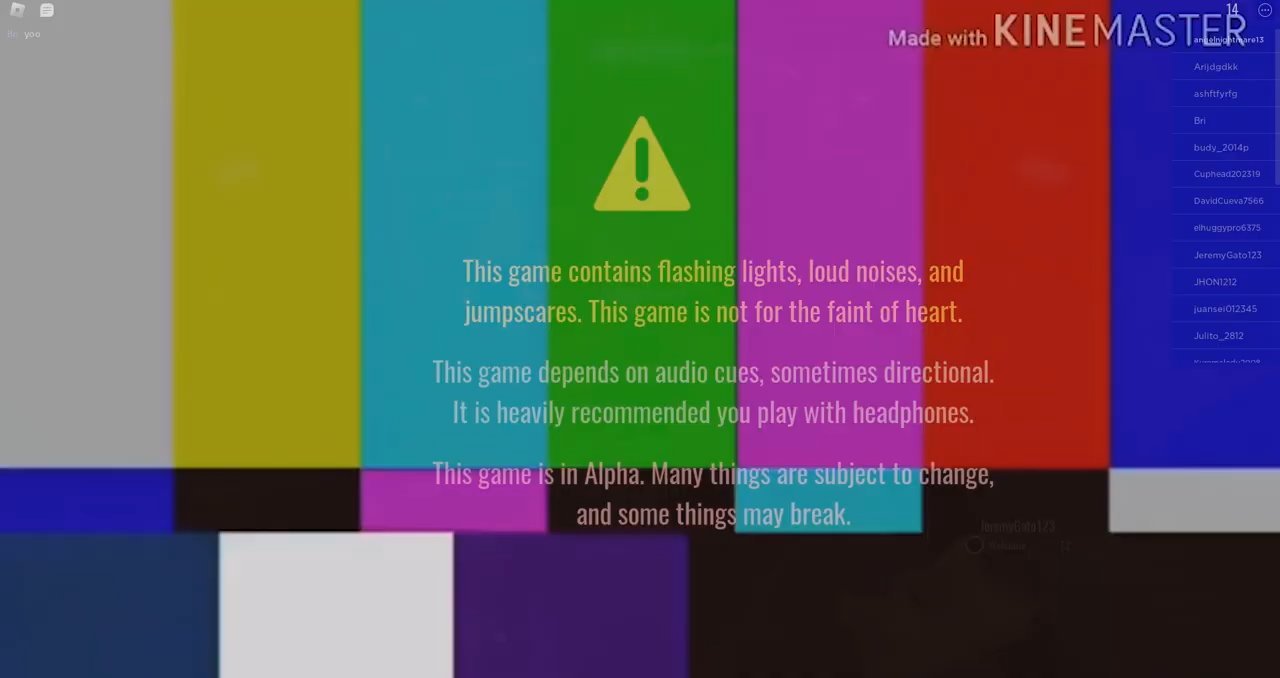 14
Made with KINEMASTER
Bri yoo
angelnightmare13
Arijdgdkk
ashftfyrfg
Bri
budy_2014p
Cuphead202319
DavidCueva7566
elhuggypro6375
JeremyGato123
JHON1212
juansei012345
Julito_2812
This game contains flashing lights, loud noises, and
jumpscares. This game is not for the faint of heart.
This game depends on audio cues, sometimes directional.
It is heavily recommended you play with headphones.
This game is in Alpha. Many things are subject to change,
and some things may break.
JeremyGato123